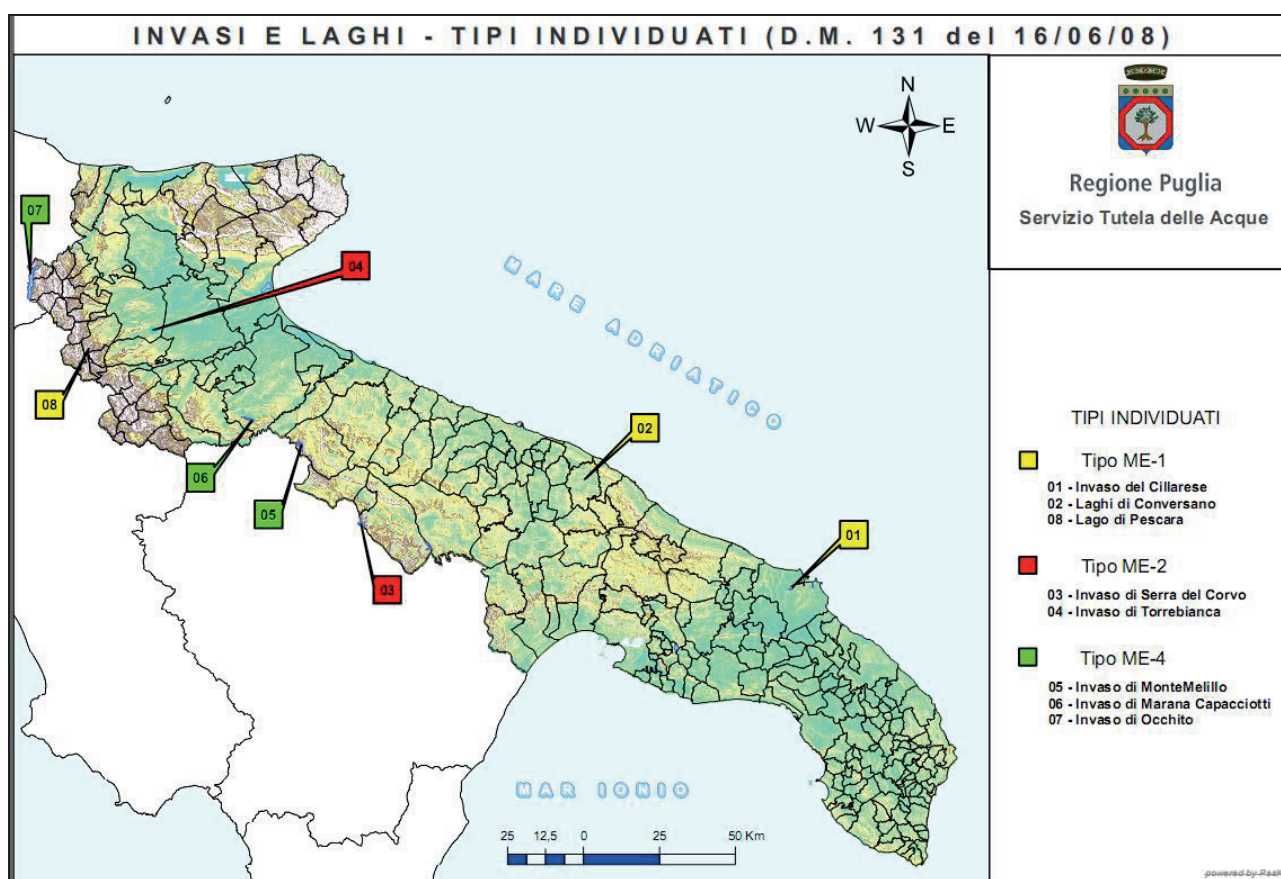 INVASI E LAGHI - TIPI INDIVIDUATI (D.M. 131 del 16/06/08)
N
W E
S
Regione Puglia
Servizio Tutela delle Acque
07
04
MARE ADRIATICO
08
02
06
05
01
03
TIPI INDIVIDUATI
Tipo ME-1
01 - Invaso del Cillarese
02 - Laghi di Conversano
08 - Lago di Pescara
Tipo ME-2
03 - Invaso di Serra del Corvo
04 - Invaso di Torrebianca
Tipo ME-4
05 - Invaso di MonteMelillo
06 - Invaso di Marana Capacciotti
07 - Invaso di Occhito
MAR IONIO
25 12,5 0 25 50 Km
powered by